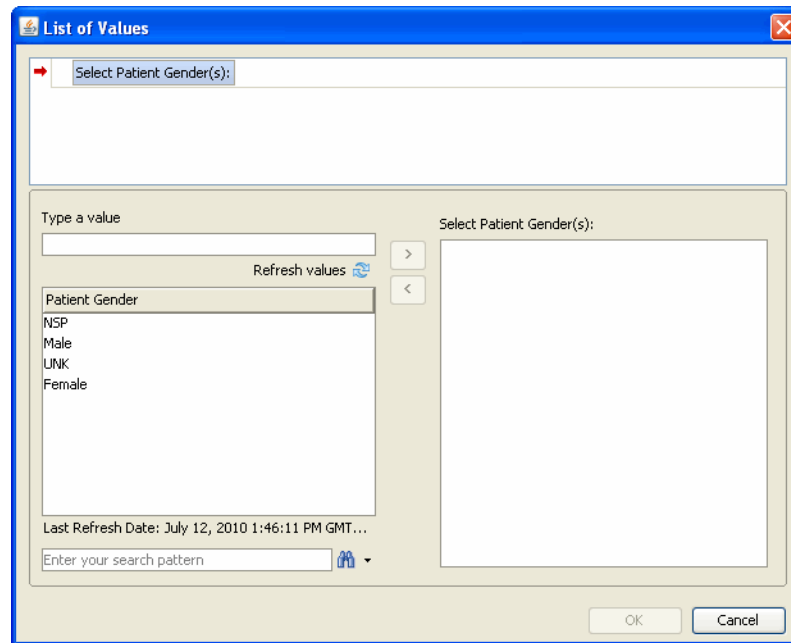 List of Values
Select Patient Gender(s):
Type a value
Select Patient Gender(s):
>
Refresh values
<
Patient Gender
NSP
Male
UNK
Female
Last Refresh Date: July 12, 2010 1:46:11 PM GMT...
Enter your search pattern
OK
Cancel